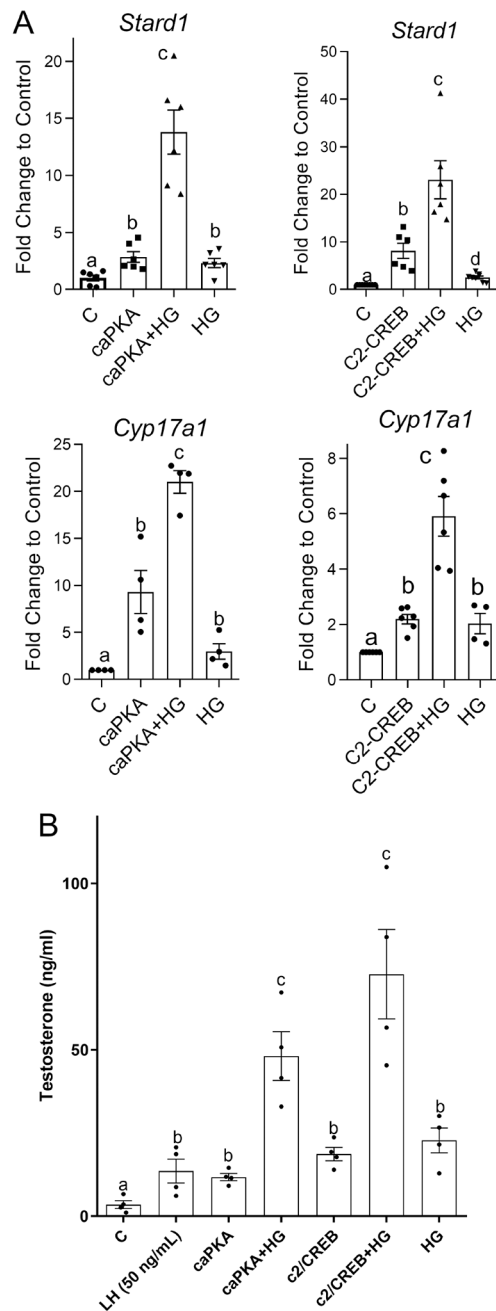 A
Stard1
Fold Change to Control
20
15
10
5
0
a
b
c
b
C
caPKA
caPKA+HG
HG
Stard1
Fold Change to Control
50
40
30
20
10
0
a
b
c
d
C
C2-CREB
C2-CREB+HG
HG
Cyp17a1
Fold Change to Control
25
20
15
10
5
0
a
b
c
b
C
caPKA
caPKA+HG
HG
Cyp17a1
Fold Change to Control
8
6
4
2
0
a
b
c
b
C
C2-CREB
C2-CREB+HG
HG
B
Testosterone (ng/ml)
100
50
0
a
b
b
c
b
c
b
C
LH (50 ng/mL)
caPKA
caPKA+HG
c2/CREB
c2/CREB+HG
HG